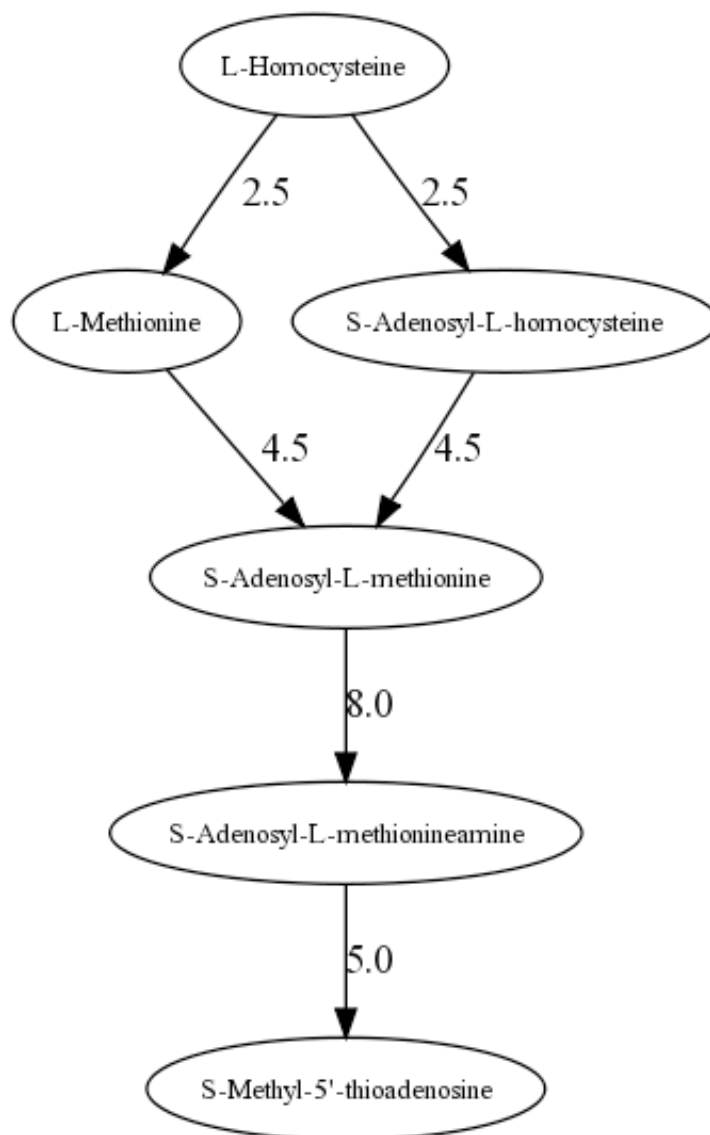 L-Homocysteine
2.5 2.5
L-Methionine S-Adenosyl-L-homocysteine
4.5 4.5
S-Adenosyl-L-methionine
8.0
S-Adenosyl-L-methionineamine
5.0
S-Methyl-5'-thioadenosine